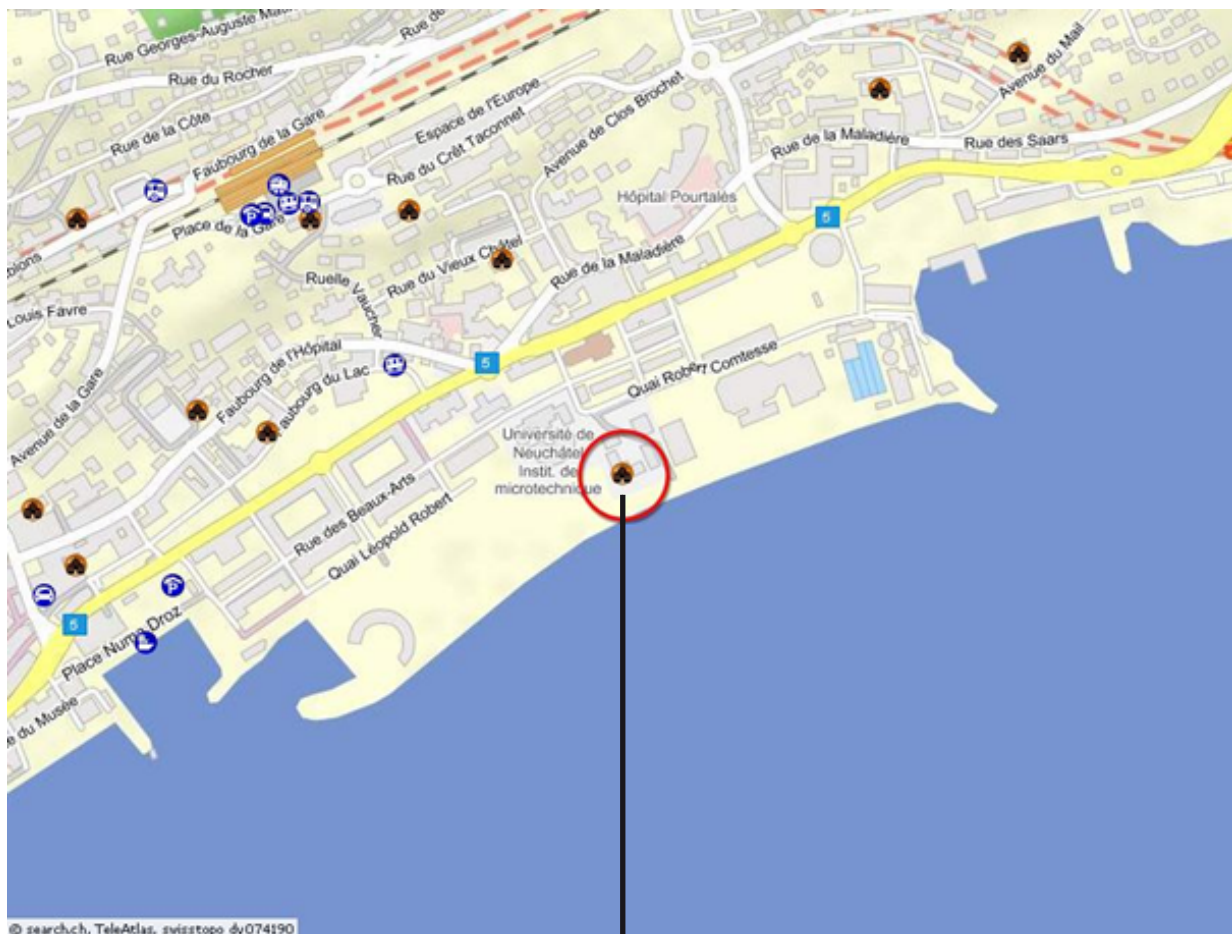 Rue Georges-Auguste Ma
Rue de
Rue du Rocher
Avenue du Mail
Rue de la Côte
Espace de l'Europe
Avenue de Clos Brochet
Faubourg de la Gare
Rue du Crêt Taconnet
Rue de la Maladière
Rue des Saars
Hôpital Pourtalès
Place de la Gare
5
Rue du Vieux Châtel
Rue de la Maladière
Ruelle Vaucher
Louis Favre
Faubourg de l'Hôpital
5
Faubourg du Lac
Quai Robert Comtesse
Avenue de la Gare
Université de
Neuchâtel
Instit. de
microtechnique
Rue des Beaux-Arts
Quai Léopold Robert
P
5
Place Numa-Droz
e du Musée
© search.ch, TeleAtlas, swisstopo dv074190